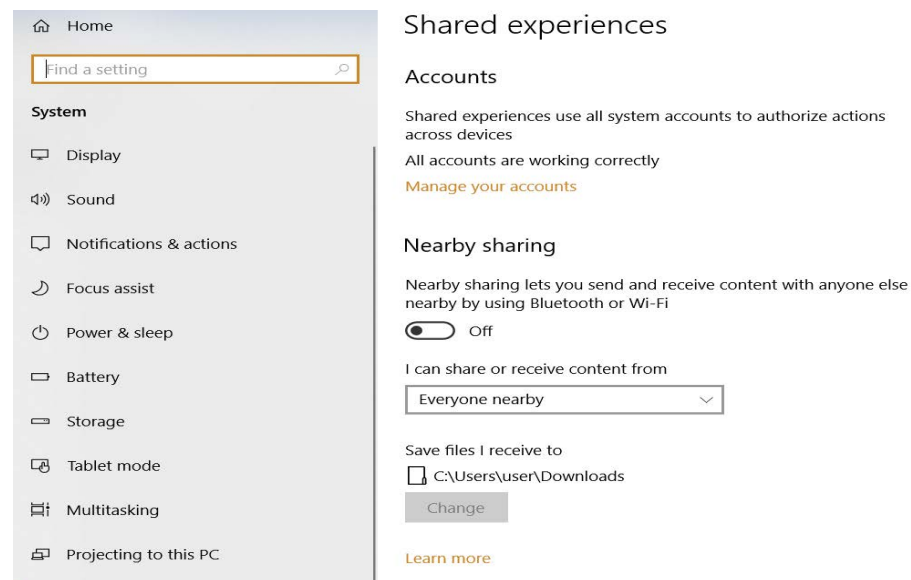 Home
Find a setting
System
Display
Sound
Notifications & actions
Focus assist
Power & sleep
Battery
Storage
Tablet mode
Multitasking
Projecting to this PC
Shared experiences
Accounts
Shared experiences use all system accounts to authorize actions
across devices
All accounts are working correctly
Manage your accounts
Nearby sharing
Nearby sharing lets you send and receive content with anyone else
nearby by using Bluetooth or Wi-Fi
Off
I can share or receive content from
Everyone nearby
Save files I receive to
C:\Users\user\Downloads
Change
Learn more